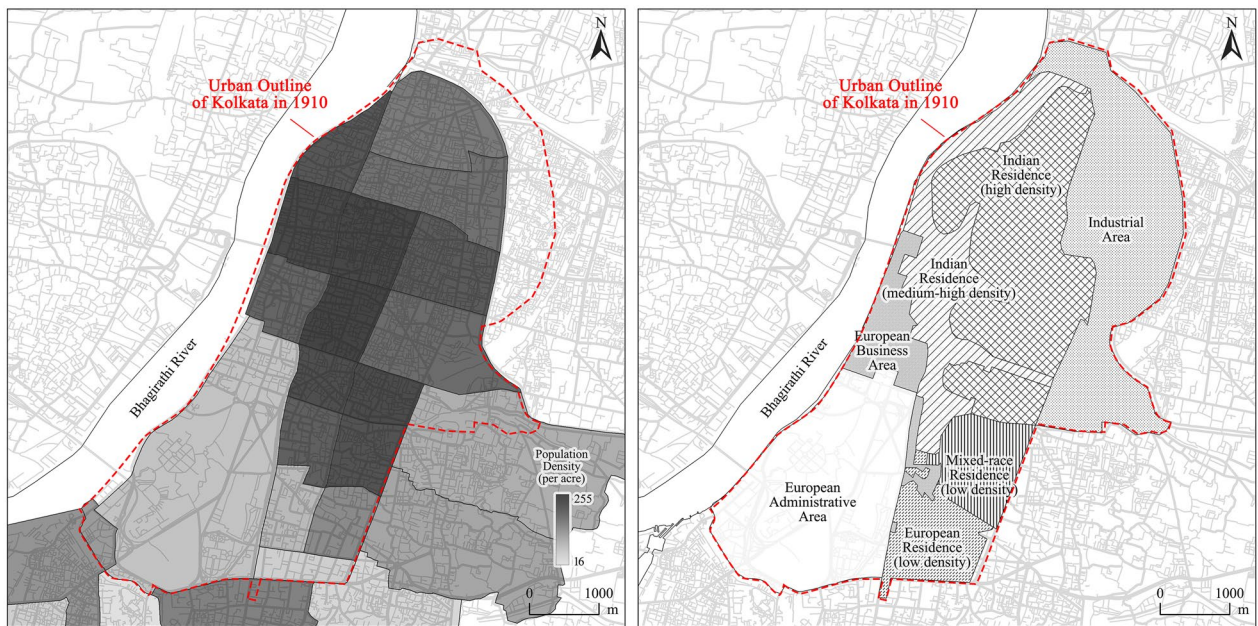 N
Urban Outline
of Kolkata in 1910
Bhagirathi River
Population
Density
(per acre)
255
16
0
1000
m
N
Urban Outline
of Kolkata in 1910
Indian
Residence
(high density)
Industrial
Area
Indian
Residence
(medium-high density)
European
Business
Area
Bhagirathi River
Mixed-race
Residence
(low density)
European
Administrative
Area
European
Residence
(low density)
0
1000
m